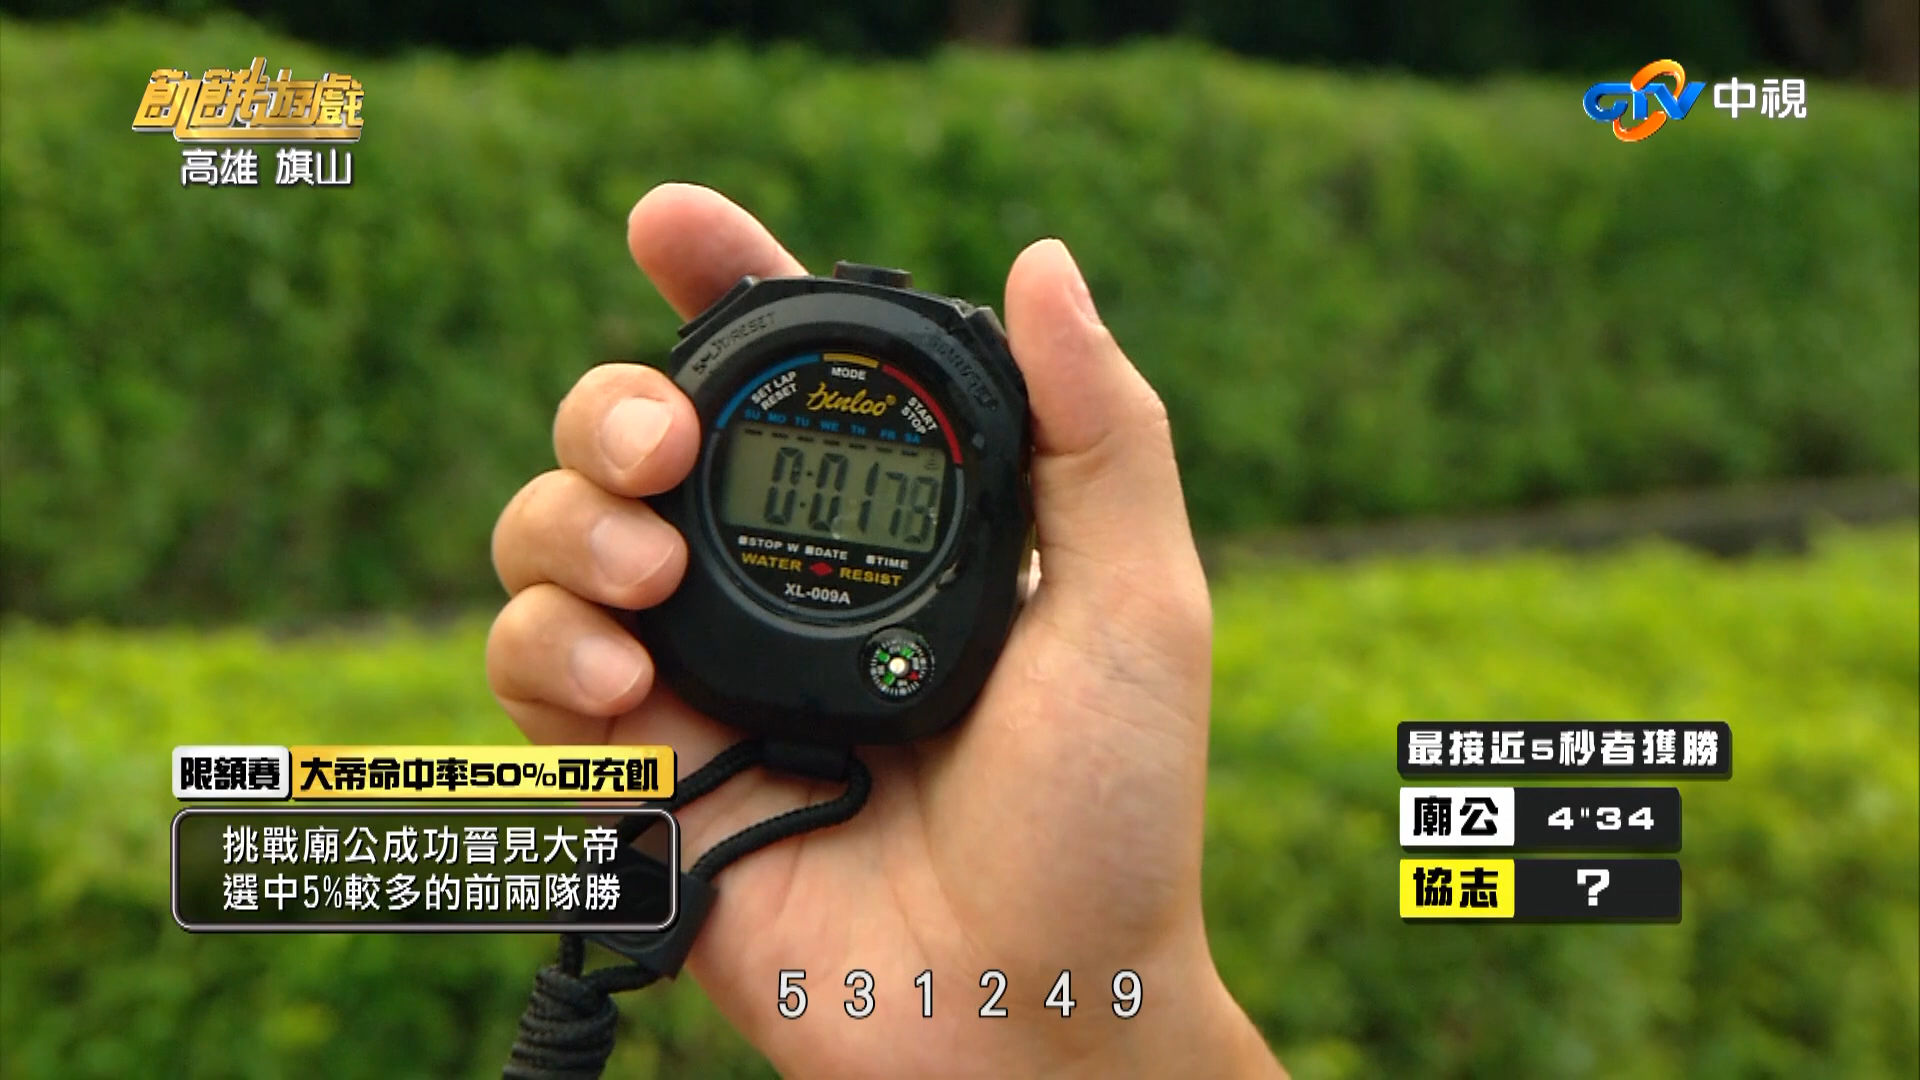 飢餓遊戲
高雄 旗山
CTV 中視
MODE
SET LAP
RESET
START
STOP
binloo®
SU MO TU WE TH FR SA
0:0178
STOP W DATE TIME
WATER RESIST
XL-009A
限額賽 大帝命中率50%可充飢
挑戰廟公成功晉見大帝
選中5%較多的前兩隊勝
最接近5秒者獲勝
廟公 4"34
協志 ?
5 3 1 2 4 9